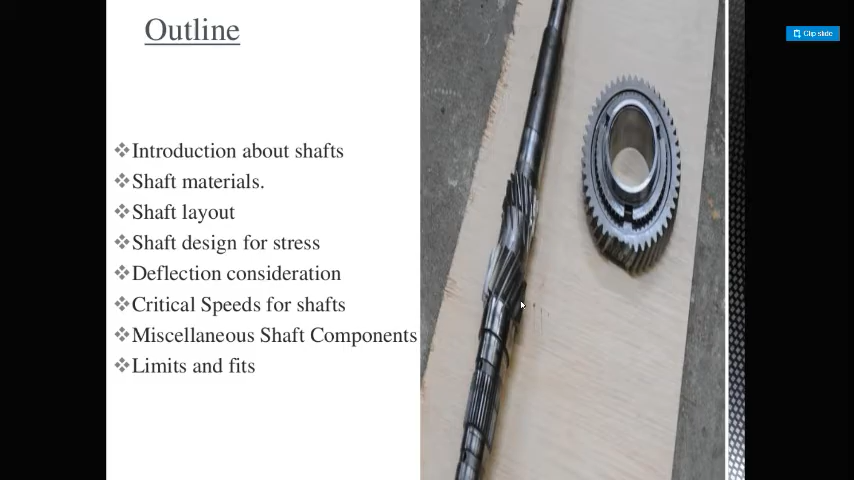 Outline
Clip slide
❖Introduction about shafts
❖Shaft materials.
❖Shaft layout
❖Shaft design for stress
❖Deflection consideration
❖Critical Speeds for shafts
❖Miscellaneous Shaft Components
❖Limits and fits